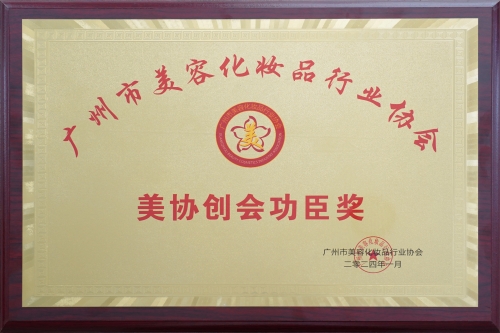 广州市美容化妆品行业协会
美
美协创会功臣奖
广州市美容化妆品行业协会
二零二四年一月